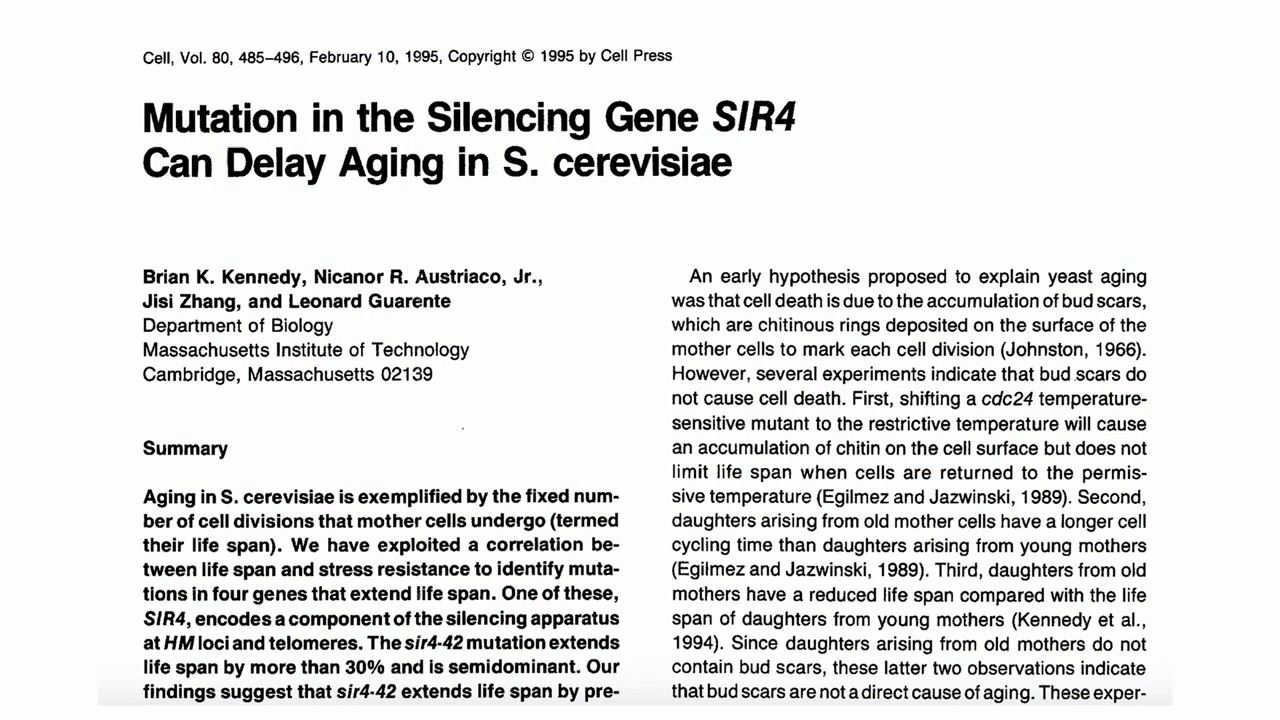 Cell, Vol. 80, 485–496, February 10, 1995, Copyright © 1995 by Cell Press
Mutation in the Silencing Gene SIR4
Can Delay Aging in S. cerevisiae
Brian K. Kennedy, Nicanor R. Austriaco, Jr.,
Jisi Zhang, and Leonard Guarente
Department of Biology
Massachusetts Institute of Technology
Cambridge, Massachusetts 02139
Summary
Aging in S. cerevisiae is exemplified by the fixed num-
ber of cell divisions that mother cells undergo (termed
their life span). We have exploited a correlation be-
tween life span and stress resistance to identify muta-
tions in four genes that extend life span. One of these,
SIR4, encodes a component of the silencing apparatus
at HM loci and telomeres. The sir4-42 mutation extends
life span by more than 30% and is semidominant. Our
findings suggest that sir4-42 extends life span by pre-
An early hypothesis proposed to explain yeast aging
was that cell death is due to the accumulation of bud scars,
which are chitinous rings deposited on the surface of the
mother cells to mark each cell division (Johnston, 1966).
However, several experiments indicate that bud scars do
not cause cell death. First, shifting a cdc24 temperature-
sensitive mutant to the restrictive temperature will cause
an accumulation of chitin on the cell surface but does not
limit life span when cells are returned to the permis-
sive temperature (Egilmez and Jazwinski, 1989). Second,
daughters arising from old mother cells have a longer cell
cycling time than daughters arising from young mothers
(Egilmez and Jazwinski, 1989). Third, daughters from old
mothers have a reduced life span compared with the life
span of daughters from young mothers (Kennedy et al.,
1994). Since daughters arising from old mothers do not
contain bud scars, these latter two observations indicate
that bud scars are not a direct cause of aging. These exper-